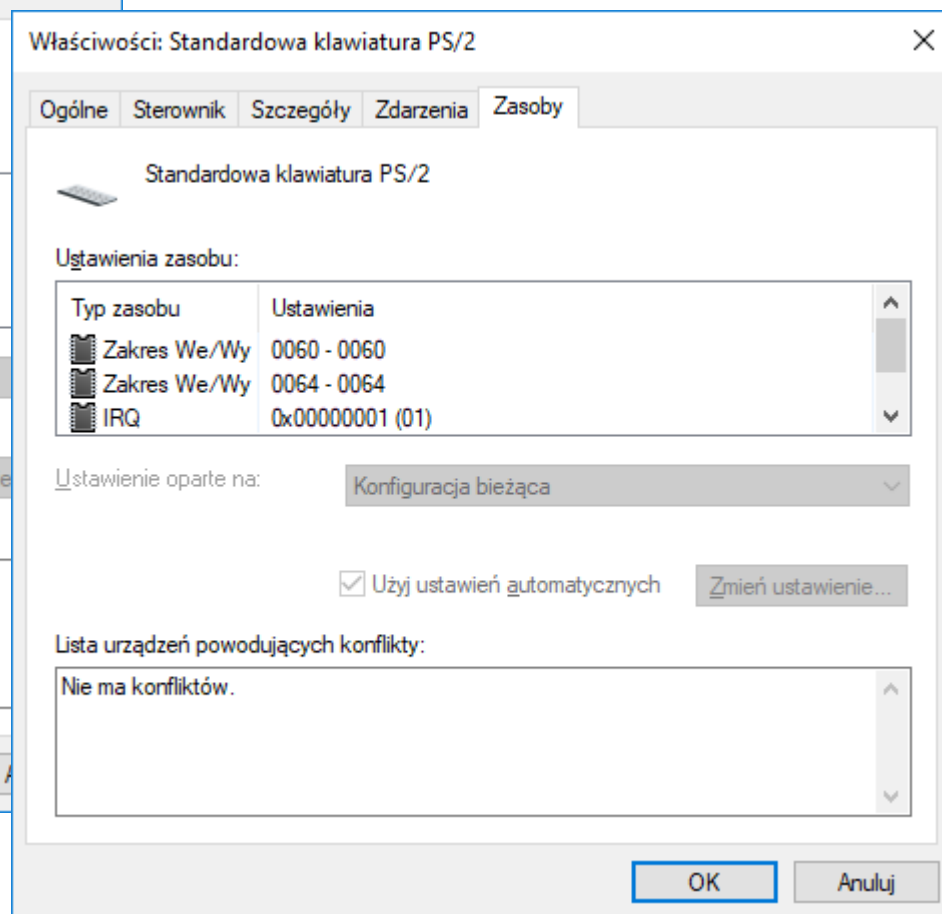 Właściwości: Standardowa klawiatura PS/2
Ogólne Sterownik Szczegóły Zdarzenia Zasoby
Standardowa klawiatura PS/2
Ustawienia zasobu:
Typ zasobu Ustawienia
Zakres We/Wy 0060 - 0060
Zakres We/Wy 0064 - 0064
IRQ 0x00000001 (01)
Ustawienie oparte na: Konfiguracja bieżąca
Użyj ustawień automatycznych Zmień ustawienie...
Lista urządzeń powodujących konflikty:
Nie ma konfliktów.
OK Anuluj